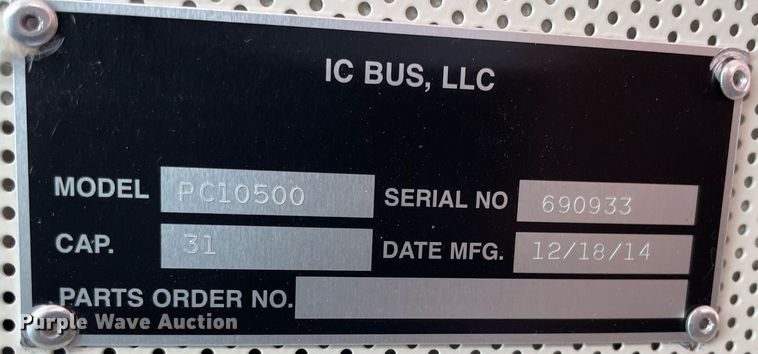 IC BUS, LLC
MODEL PC10500 SERIAL NO 690933
CAP. 31 DATE MFG. 12/18/14
PARTS ORDER NO.
Purple Wave Auction